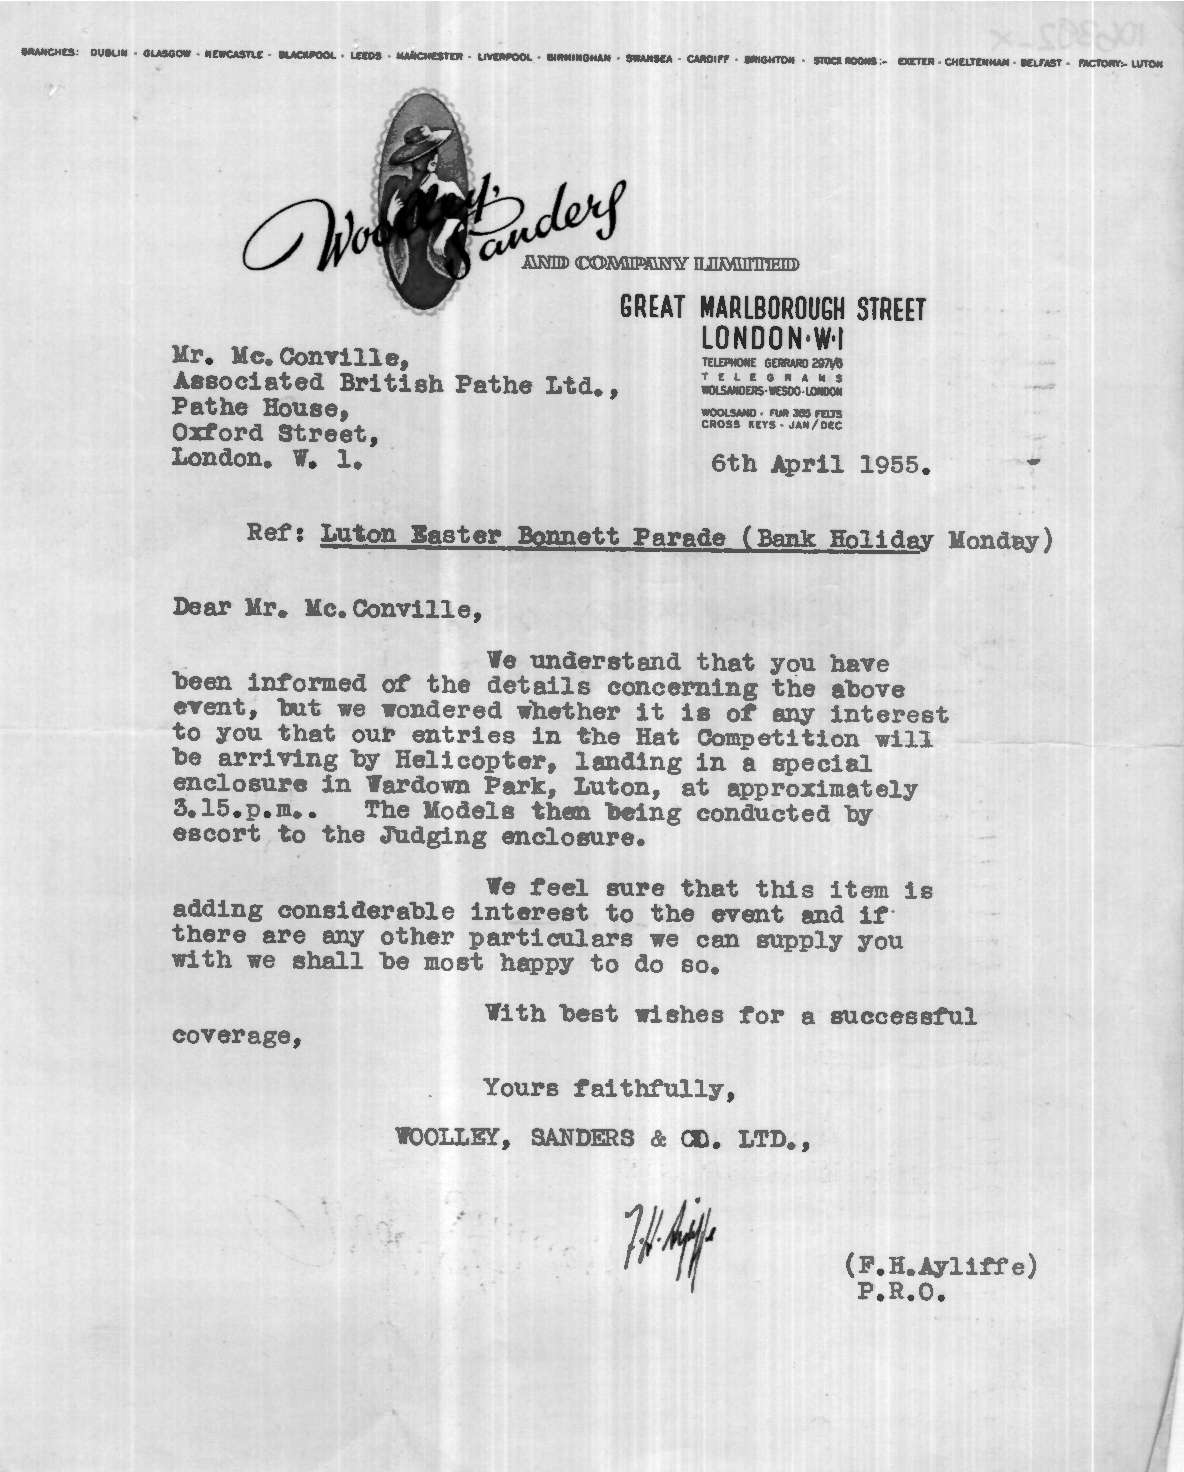 BRANCHES: DUBLIN - GLASGOW - NEWCASTLE - BLACKPOOL - LEEDS - MANCHESTER - LIVERPOOL - BIRMINGHAM - SWANSEA - CARDIFF - BRIGHTON - STOCK ROOMS:- EXETER - CHELTENHAM - BELFAST - FACTORY:- LUTON
Woolley, Sanders
AND COMPANY LIMITED
GREAT MARLBOROUGH STREET
LONDON·W·1
TELEPHONE GERRARD 2971/6
TELEGRAMS
WOLSANDERS·WESDO·LONDON
WOOLSAND - FUR 365 FELTS
CROSS KEYS - JAN/DEC
Mr. Mc.Conville,
Associated British Pathe Ltd.,
Pathe House,
Oxford Street,
London. W. 1.
6th April 1955.
Ref: Luton Easter Bonnett Parade (Bank Holiday Monday)
Dear Mr. Mc.Conville,
We understand that you have
been informed of the details concerning the above
event, but we wondered whether it is of any interest
to you that our entries in the Hat Competition will
be arriving by Helicopter, landing in a special
enclosure in Wardown Park, Luton, at approximately
3.15.p.m.. The Models then being conducted by
escort to the Judging enclosure.
We feel sure that this item is
adding considerable interest to the event and if
there are any other particulars we can supply you
with we shall be most happy to do so.
With best wishes for a successful
coverage,
Yours faithfully,
WOOLLEY, SANDERS & CO. LTD.,
F.H. Ayliffe
(F.H.Ayliffe)
P.R.O.